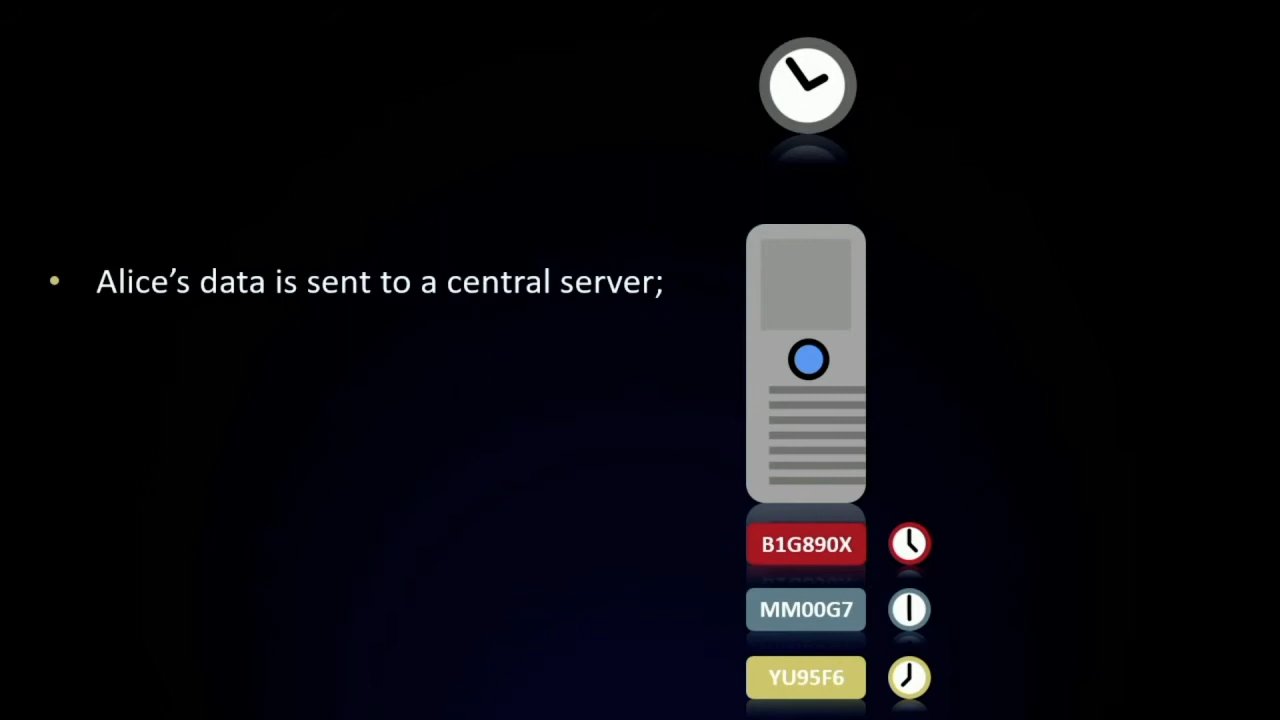 Alice’s data is sent to a central server;
B1G890X
MM00G7
YU95F6